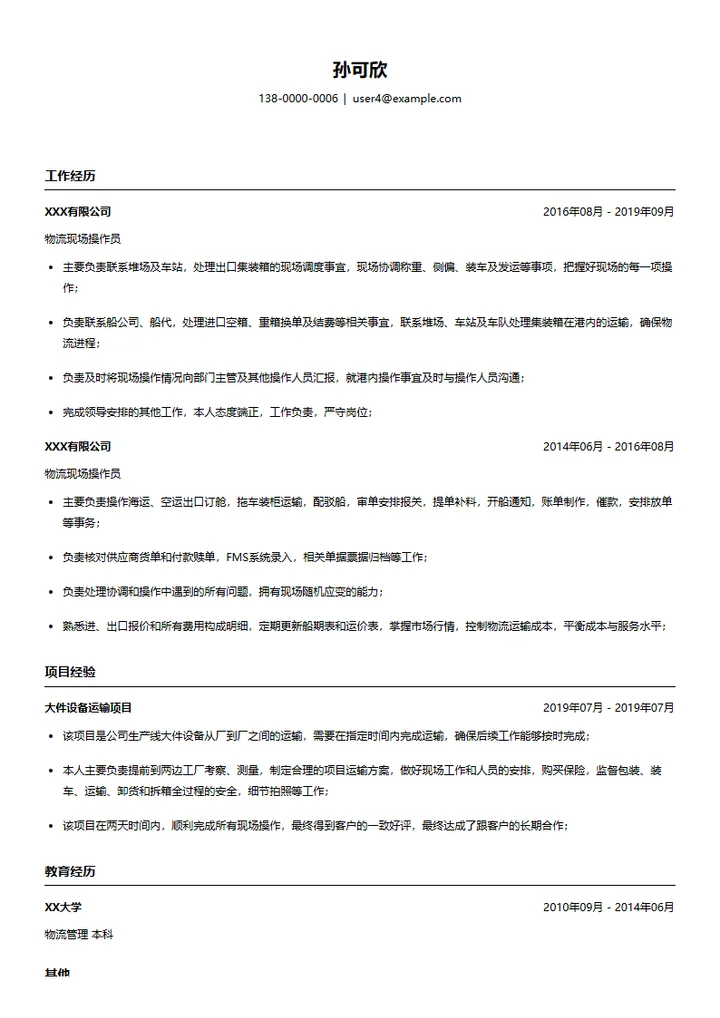 孙可欣
138-0000-0006 | user4@example.com
工作经历
XXX有限公司 2016年08月 - 2019年09月
物流现场操作员
• 主要负责联系堆场及车站，处理出口集装箱的现场调度事宜，现场协调称重、侧偏、装车及发运等事项，把握好现场的每一项操
作；
• 负责联系船公司、船代，处理进口空箱、重箱换单及结费等相关事宜，联系堆场、车站及车队处理集装箱在港内的运输，确保物
流进程；
• 负责及时将现场操作情况向部门主管及其他操作人员汇报，就港内操作事宜及时与操作人员沟通；
• 完成领导安排的其他工作，本人态度端正，工作负责，严守岗位；
XXX有限公司 2014年06月 - 2016年08月
物流现场操作员
• 主要负责操作海运、空运出口订舱，拖车装柜运输，配驳船，审单安排报关，提单补料，开船通知，账单制作，催款，安排放单
等事务；
• 负责核对供应商货单和付款赎单，FMS系统录入，相关单据票据归档等工作；
• 负责处理协调和操作中遇到的所有问题，拥有现场随机应变的能力；
• 熟悉进、出口报价和所有费用构成明细，定期更新船期表和运价表，掌握市场行情，控制物流运输成本，平衡成本与服务水平；
项目经验
大件设备运输项目 2019年07月 - 2019年07月
• 该项目是公司生产线大件设备从厂到厂之间的运输，需要在指定时间内完成运输，确保后续工作能够按时完成；
• 本人主要负责提前到两边工厂考察、测量，制定合理的项目运输方案，做好现场工作和人员的安排，购买保险，监督包装、装
车、运输、卸货和拆箱全过程的安全，细节拍照等工作；
• 该项目在两天时间内，顺利完成所有现场操作，最终得到客户的一致好评，最终达成了跟客户的长期合作；
教育经历
XX大学 2010年09月 - 2014年06月
物流管理 本科
其他